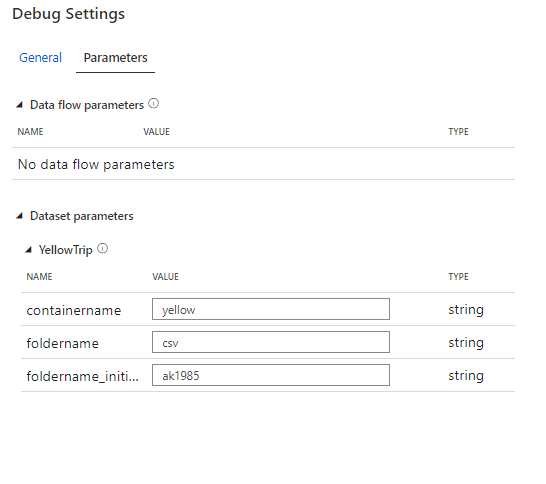 Debug Settings
General Parameters
Data flow parameters
NAME VALUE TYPE
No data flow parameters
Dataset parameters
YellowTrip
NAME VALUE TYPE
containername yellow string
foldername csv string
foldername_initi... ak1985 string